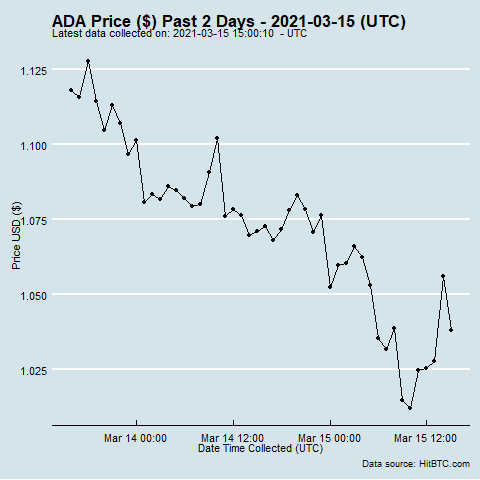 ADA Price ($) Past 2 Days - 2021-03-15 (UTC)
Latest data collected on: 2021-03-15 15:00:10 - UTC
1.125
1.100
1.075
1.050
1.025
Price USD ($)
Mar 14 00:00 Mar 14 12:00 Mar 15 00:00 Mar 15 12:00
Date Time Collected (UTC)
Data source: HitBTC.com